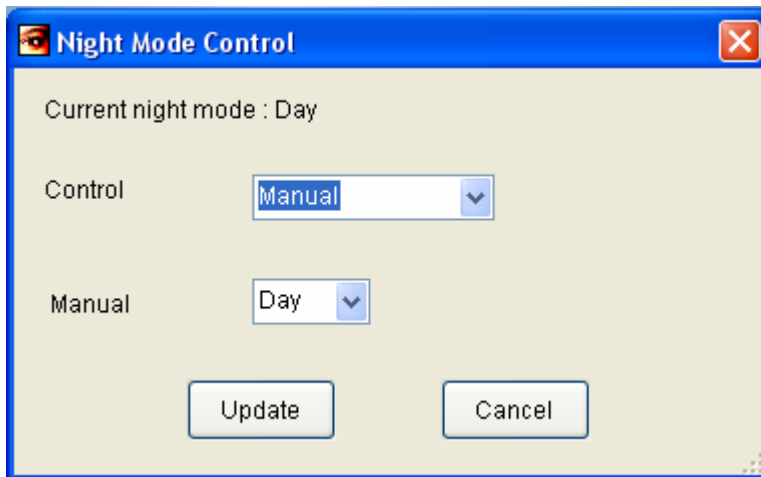 Night Mode Control
Current night mode : Day
Control Manual
Manual Day
Update Cancel